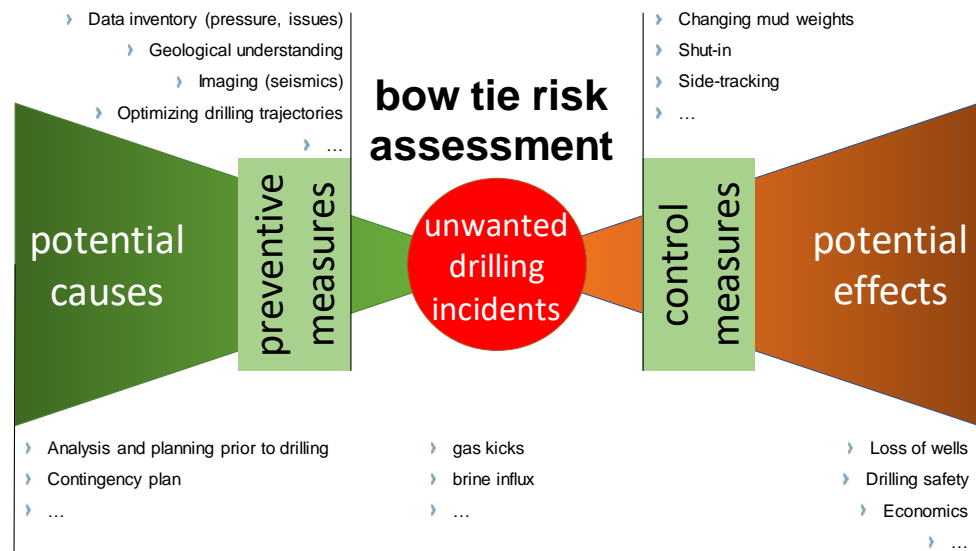 Data inventory (pressure, issues)
Geological understanding
Imaging (seismics)
Optimizing drilling trajectories
…
bow tie risk
assessment
Changing mud weights
Shut-in
Side-tracking
…
potential
causes
preventive
measures
unwanted
drilling
incidents
control
measures
potential
effects
Analysis and planning prior to drilling
Contingency plan
…
gas kicks
brine influx
…
Loss of wells
Drilling safety
Economics
…